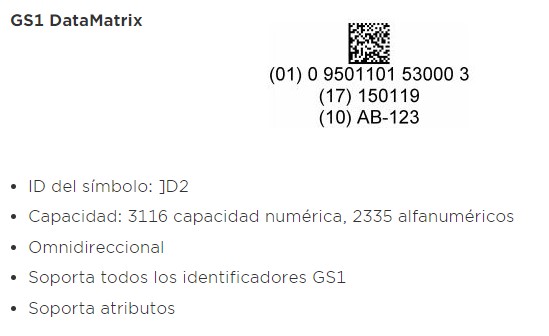 GS1 DataMatrix
(01) 0 9501101 53000 3
(17) 150119
(10) AB-123
• ID del símbolo: ]D2
• Capacidad: 3116 capacidad numérica, 2335 alfanuméricos
• Omnidireccional
• Soporta todos los identificadores GS1
• Soporta atributos